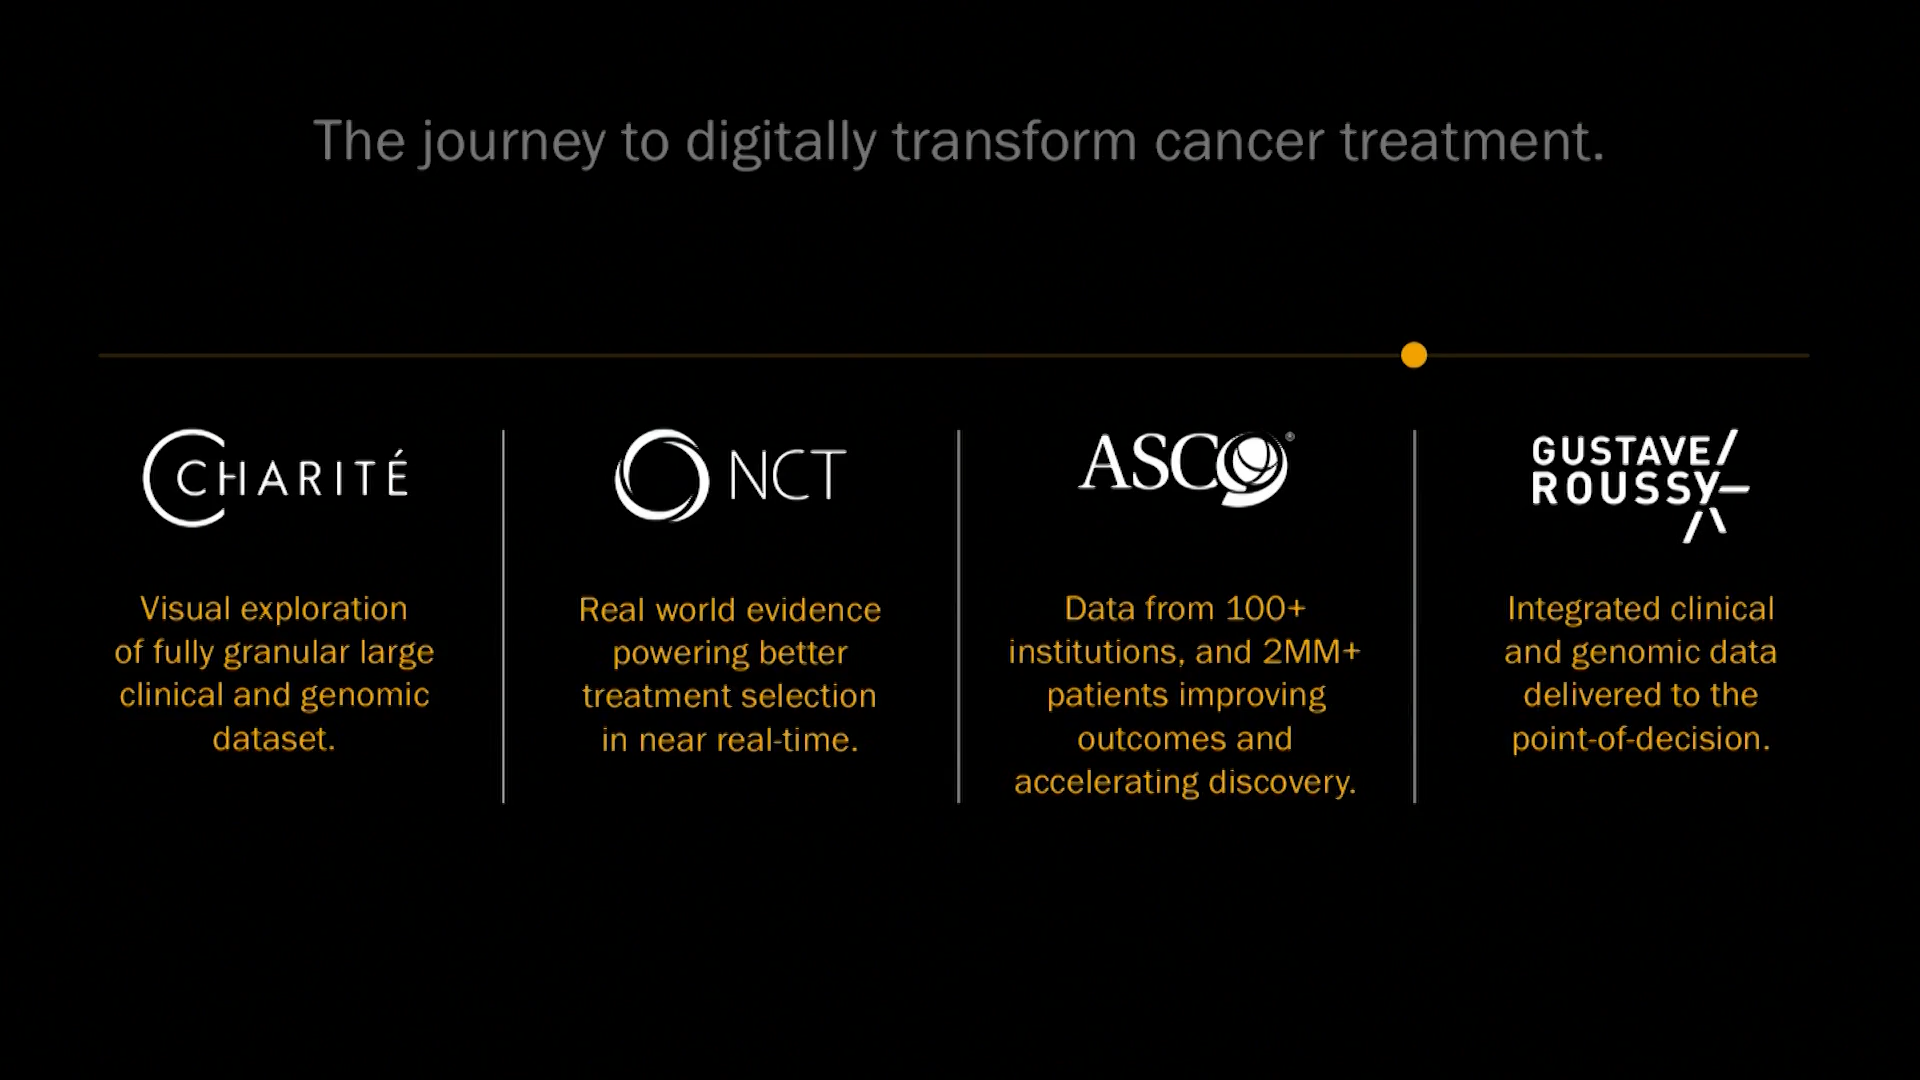 The journey to digitally transform cancer treatment.
CHARITÉ
Visual exploration
of fully granular large
clinical and genomic
dataset.
NCT
Real world evidence
powering better
treatment selection
in near real-time.
ASCO®
Data from 100+
institutions, and 2MM+
patients improving
outcomes and
accelerating discovery.
GUSTAVE/
ROUSSY
Integrated clinical
and genomic data
delivered to the
point-of-decision.